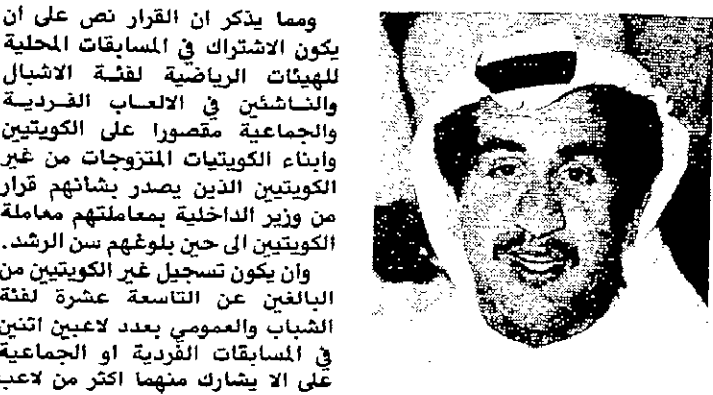 ومما يذكر ان القرار نص على ان
يكون الاشتراك في المسابقات المحلية
للهيئات الرياضية لفئة الاشبال
والناشئين في الالعاب الفردية
والجماعية مقصورا على الكويتيين
وابناء الكويتيات المتزوجات من غير
الكويتيين الذين يصدر بشانهم قرار
من وزير الداخلية بمعاملتهم معاملة
الكويتيين الى حين بلوغهم سن الرشد.
وان يكون تسجيل غير الكويتيين من
البالغين عن التاسعة عشرة لفئة
الشباب والعمومي بعدد لاعبين اثنين
في المسابقات الفردية او الجماعية
على الا يشارك منهما اكثر من لاعب